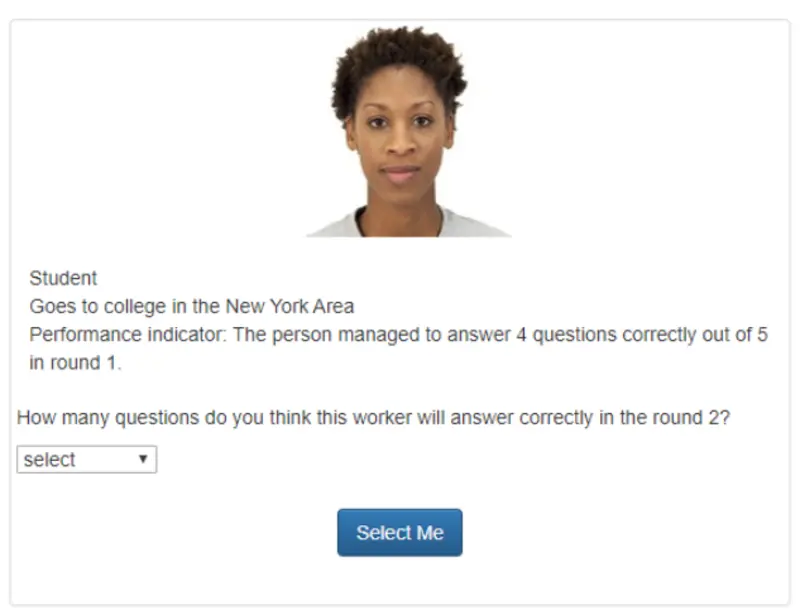 Student
Goes to college in the New York Area
Performance indicator: The person managed to answer 4 questions correctly out of 5
in round 1.
How many questions do you think this worker will answer correctly in the round 2?
select
Select Me